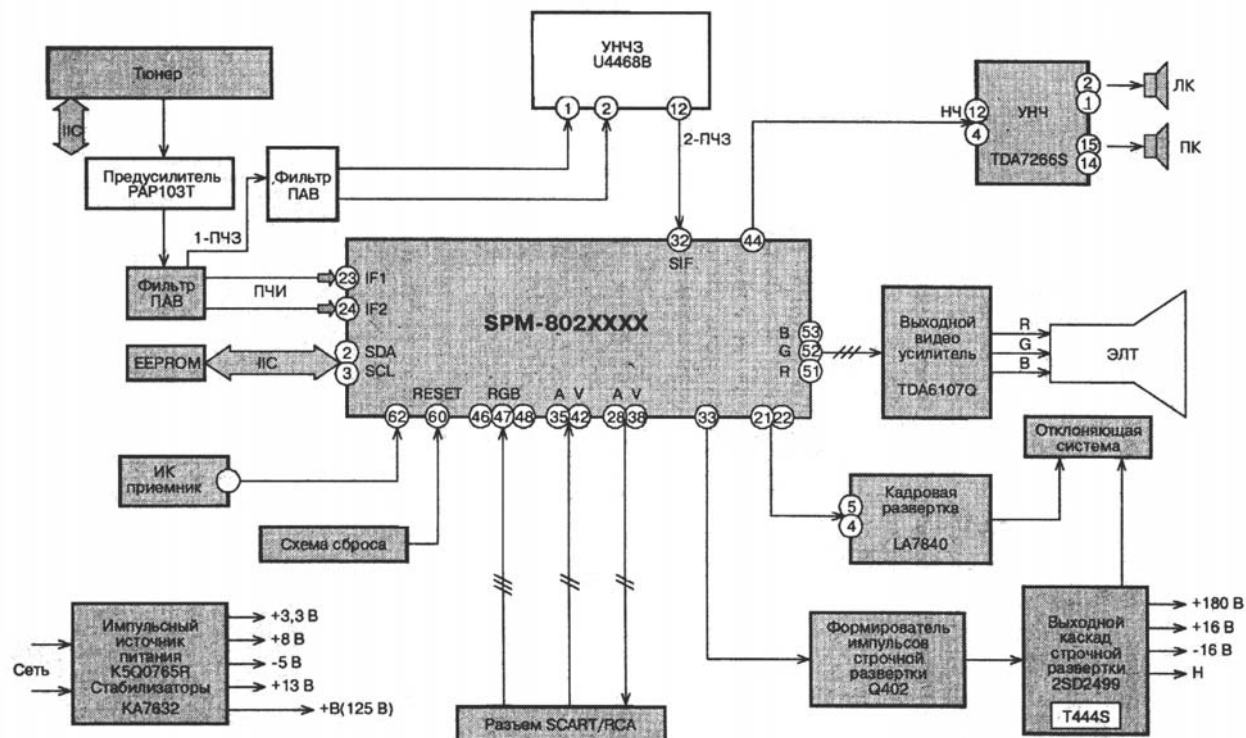 Тюнер
IIC
Предусилитель
PAP103T
1-ПЧЗ
Фильтр
ПАВ
УНЧЗ
U4468B
1
2
12
2-ПЧЗ
НЧ
12
4
УНЧ
TDA7266S
2
1
15
14
ЛК
ПК
Фильтр
ПАВ
ПЧИ
23
IF1
24
IF2
32
SIF
44
SPM-802XXXX
EEPROM
IIC
2
SDA
3
SCL
B
53
G
52
R
51
Выходной
видео
усилитель
TDA6107Q
R
G
B
ЭЛТ
RESET
RGB
A V
A V
62
60
46
47
48
35
42
28
38
33
21
22
Отклоняющая
система
ИК
приемник
Схема сброса
5
4
Кадровая
развертка
LA7840
Сеть
Импульсный
источник
питания
K5Q0765R
Стабилизаторы
KA7632
+3,3 В
+8 В
-5 В
+13 В
+В(125 В)
Разъем SCART/RCA
Формирователь
импульсов
строчной
развертки
Q402
Выходной
каскад
строчной
развертки
2SD2499
T444S
+180 В
+16 В
-16 В
Н